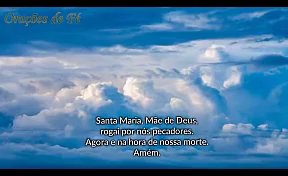 Orações de Fé
Santa Maria, Mãe de Deus,
rogai por nós pecadores.
Agora e na hora de nossa morte.
Amém.